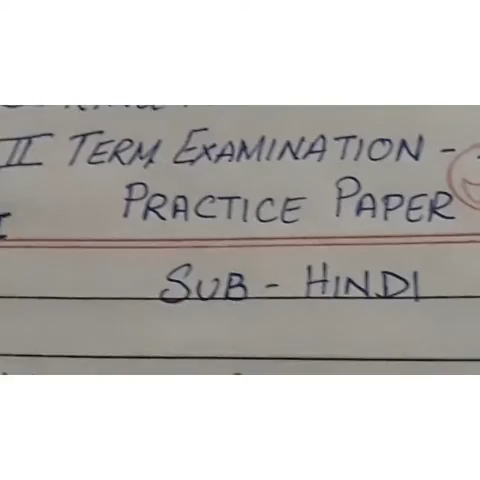 II TERM EXAMINATION -
PRACTICE PAPER
SUB - HINDI